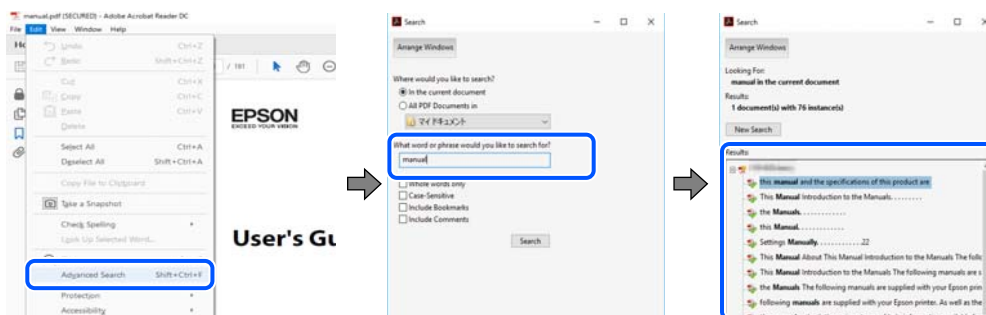 manual.pdf (SECURED) - Adobe Acrobat Reader DC
File Edit View Window Help
Undo Ctrl+Z
Redo Shift+Ctrl+Z
Cut Ctrl+X
Copy Ctrl+C
Paste Ctrl+V
Delete
Select All Ctrl+A
Deselect All Shift+Ctrl+A
Copy File to Clipboard
Take a Snapshot
Check Spelling
Look Up Selected Word...
Advanced Search Shift+Ctrl+F
Protection
Accessibility
/ 191
EPSON
EXCEED YOUR VISION
User's Gu
Search
Arrange Windows
Where would you like to search?
In the current document
All PDF Documents in
マイ ドキュメント
What word or phrase would you like to search for?
manual
Whole words only
Case-Sensitive
Include Bookmarks
Include Comments
Search
Search
Arrange Windows
Looking For:
manual in the current document
Results:
1 document(s) with 76 instance(s)
New Search
Results:
this manual and the specifications of this product are
This Manual Introduction to the Manuals. . . . . . . . .
the Manuals. . . . . . . . . . . .
this Manual. . . . . . . . . . . .
Settings Manually. . . . . . . . . . . .22
This Manual About This Manual Introduction to the Manuals The follo
This Manual Introduction to the Manuals The following manuals are s
the Manuals The following manuals are supplied with your Epson prin
following manuals are supplied with your Epson printer. As well as the